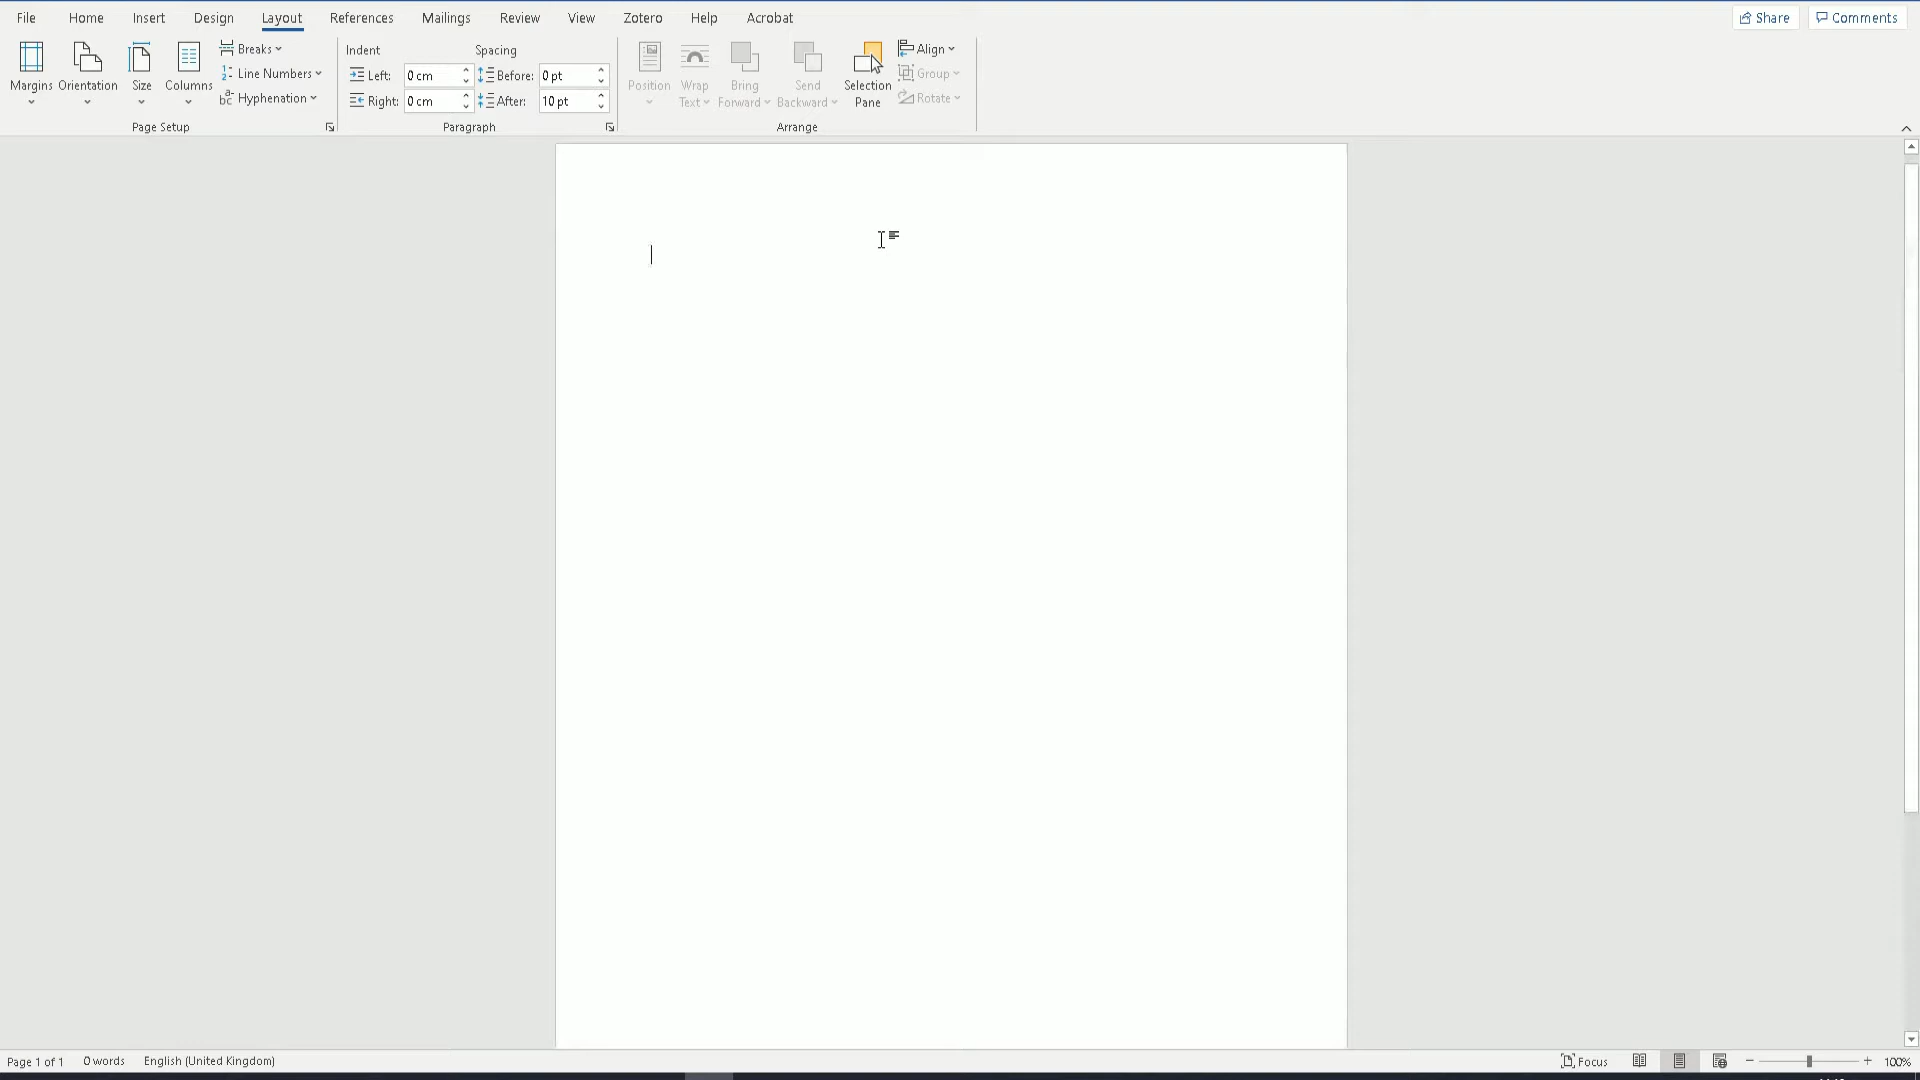 File Home Insert Design Layout References Mailings Review View Zotero Help Acrobat Share Comments
Margins Orientation Size Columns
Breaks
Line Numbers
Hyphenation
Page Setup
Indent Spacing
Left: 0 cm Before: 0 pt
Right: 0 cm After: 10 pt
Paragraph
Position Wrap Text Bring Forward Send Backward Selection Pane
Align
Group
Rotate
Arrange
Page 1 of 1 0 words English (United Kingdom) Focus 100%